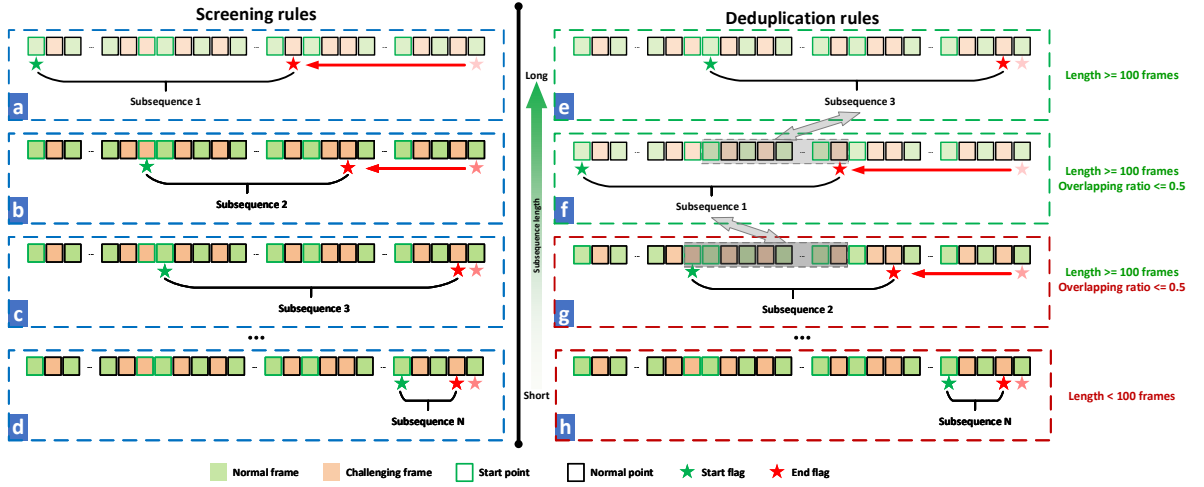 Screening rules
Deduplication rules
...
...
...
Subsequence 1
a
...
...
...
Subsequence 2
b
...
...
...
Subsequence 3
c
...
...
...
...
Subsequence N
d
Long
Subsequence length
Short
...
...
...
Subsequence 3
e
Length >= 100 frames
...
...
...
Subsequence 1
f
Length >= 100 frames
Overlapping ratio <= 0.5
...
...
...
Subsequence 2
g
Length >= 100 frames
Overlapping ratio <= 0.5
...
...
...
...
Subsequence N
h
Length < 100 frames
Normal frame
Challenging frame
Start point
Normal point
Start flag
End flag